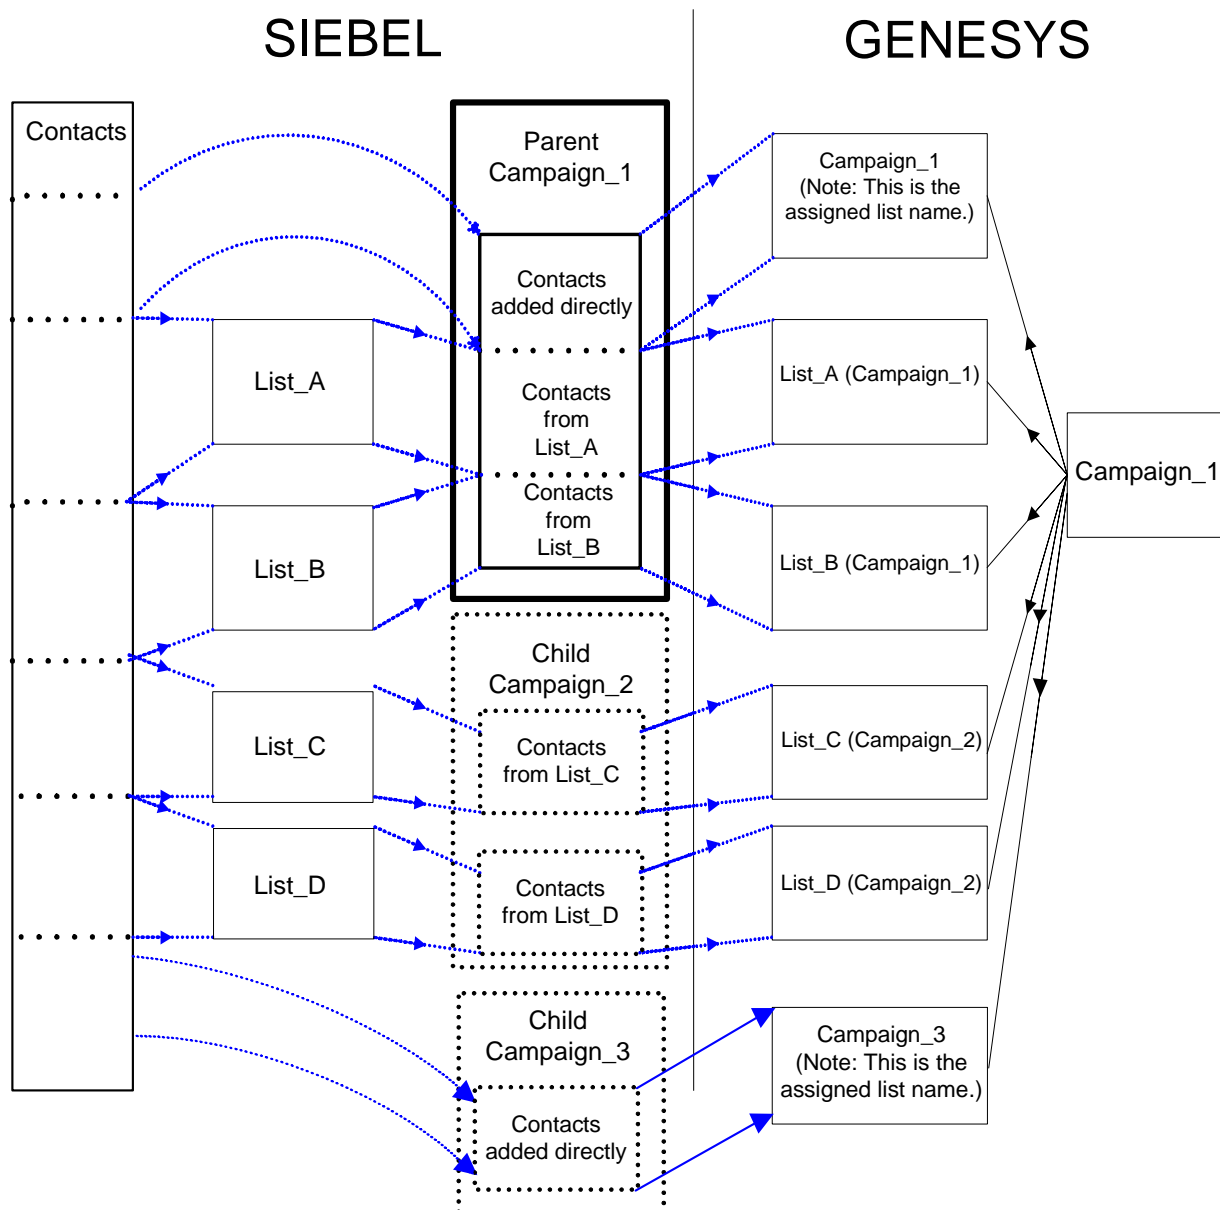 SIEBEL
GENESYS
Contacts
Parent
Campaign_1
Contacts
added directly
Contacts
from
List_A
Contacts
from
List_B
List_A
List_B
List_C
List_D
Child
Campaign_2
Contacts
from List_C
Contacts
from List_D
Child
Campaign_3
Contacts
added directly
Campaign_1
(Note: This is the
assigned list name.)
List_A (Campaign_1)
List_B (Campaign_1)
List_C (Campaign_2)
List_D (Campaign_2)
Campaign_3
(Note: This is the
assigned list name.)
Campaign_1